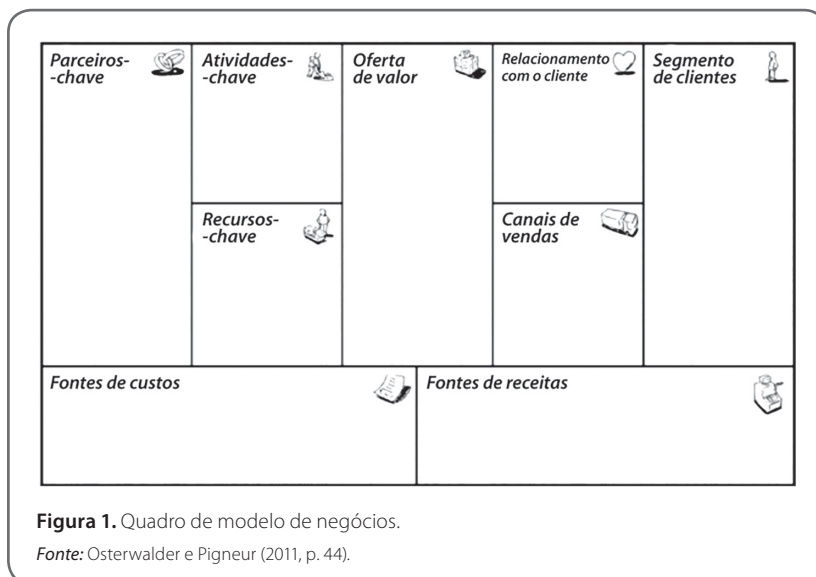 Parceiros-
-chave
Atividades-
-chave
Oferta
de valor
Relacionamento
com o cliente
Segmento
de clientes
Recursos-
-chave
Canais de
vendas
Fontes de custos
Fontes de receitas
Figura 1. Quadro de modelo de negócios.
Fonte: Osterwalder e Pigneur (2011, p. 44).